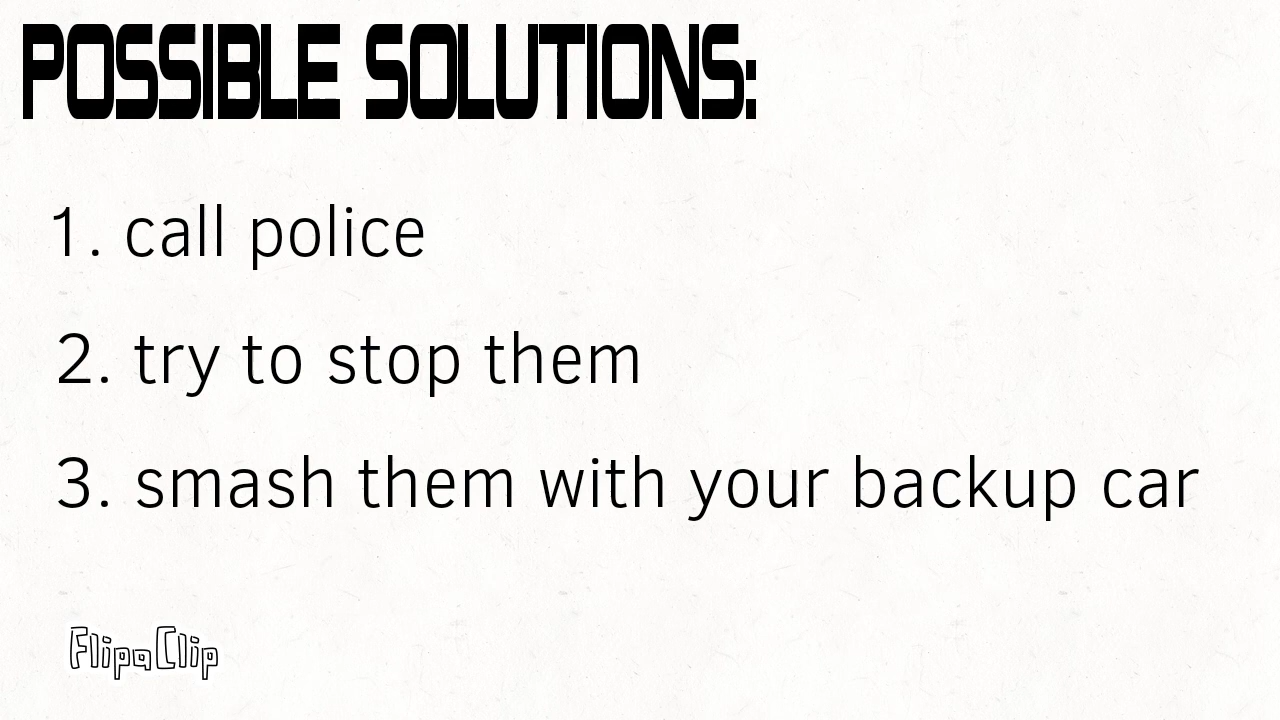 POSSIBLE SOLUTIONS:
1. call police
2. try to stop them
3. smash them with your backup car
FlipaClip